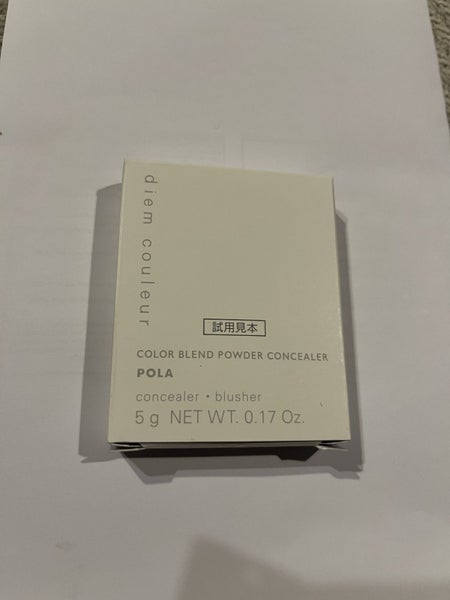 diem couleur
試用見本
COLOR BLEND POWDER CONCEALER
POLA
concealer・blusher
5 g NET WT. 0.17 Oz.